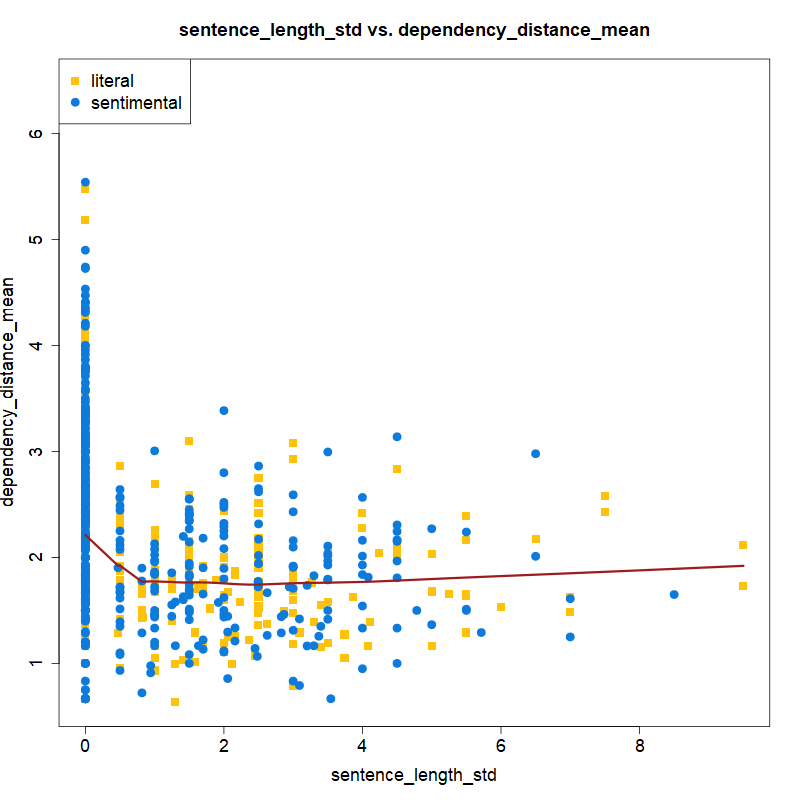 sentence_length_std vs. dependency_distance_mean
literal
sentimental
6
5
4
3
2
1
dependency_distance_mean
0 2 4 6 8
sentence_length_std